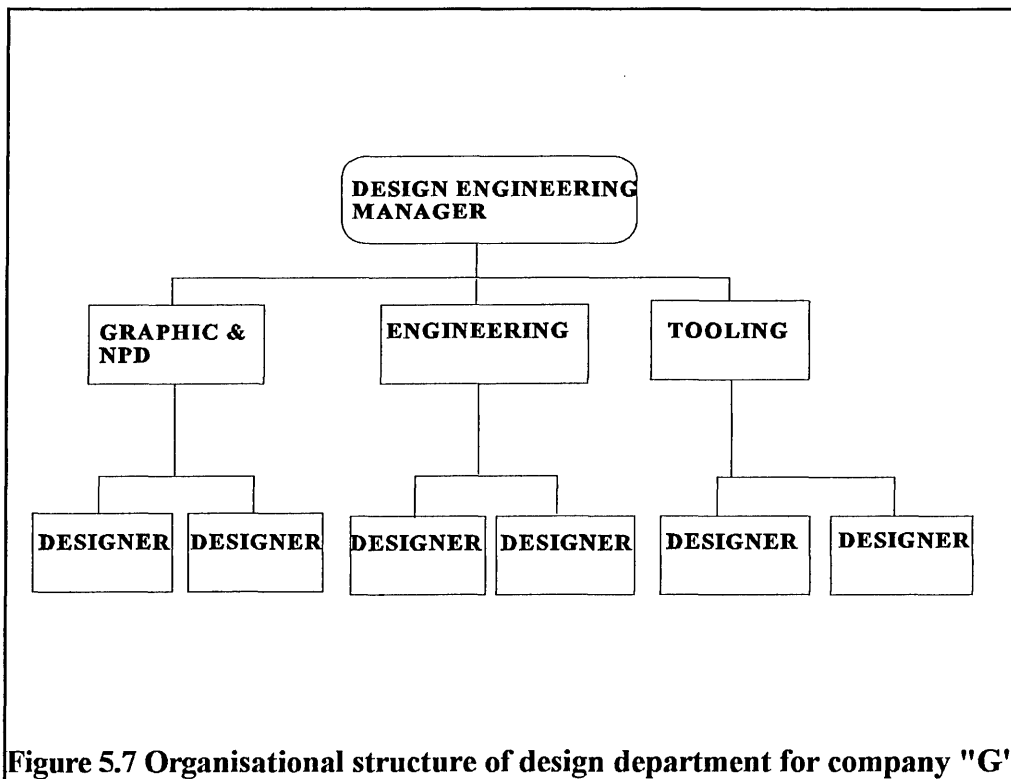 DESIGN ENGINEERING
MANAGER
GRAPHIC &
NPD
ENGINEERING
TOOLING
DESIGNER
DESIGNER
DESIGNER
DESIGNER
DESIGNER
DESIGNER
Figure 5.7 Organisational structure of design department for company "G'